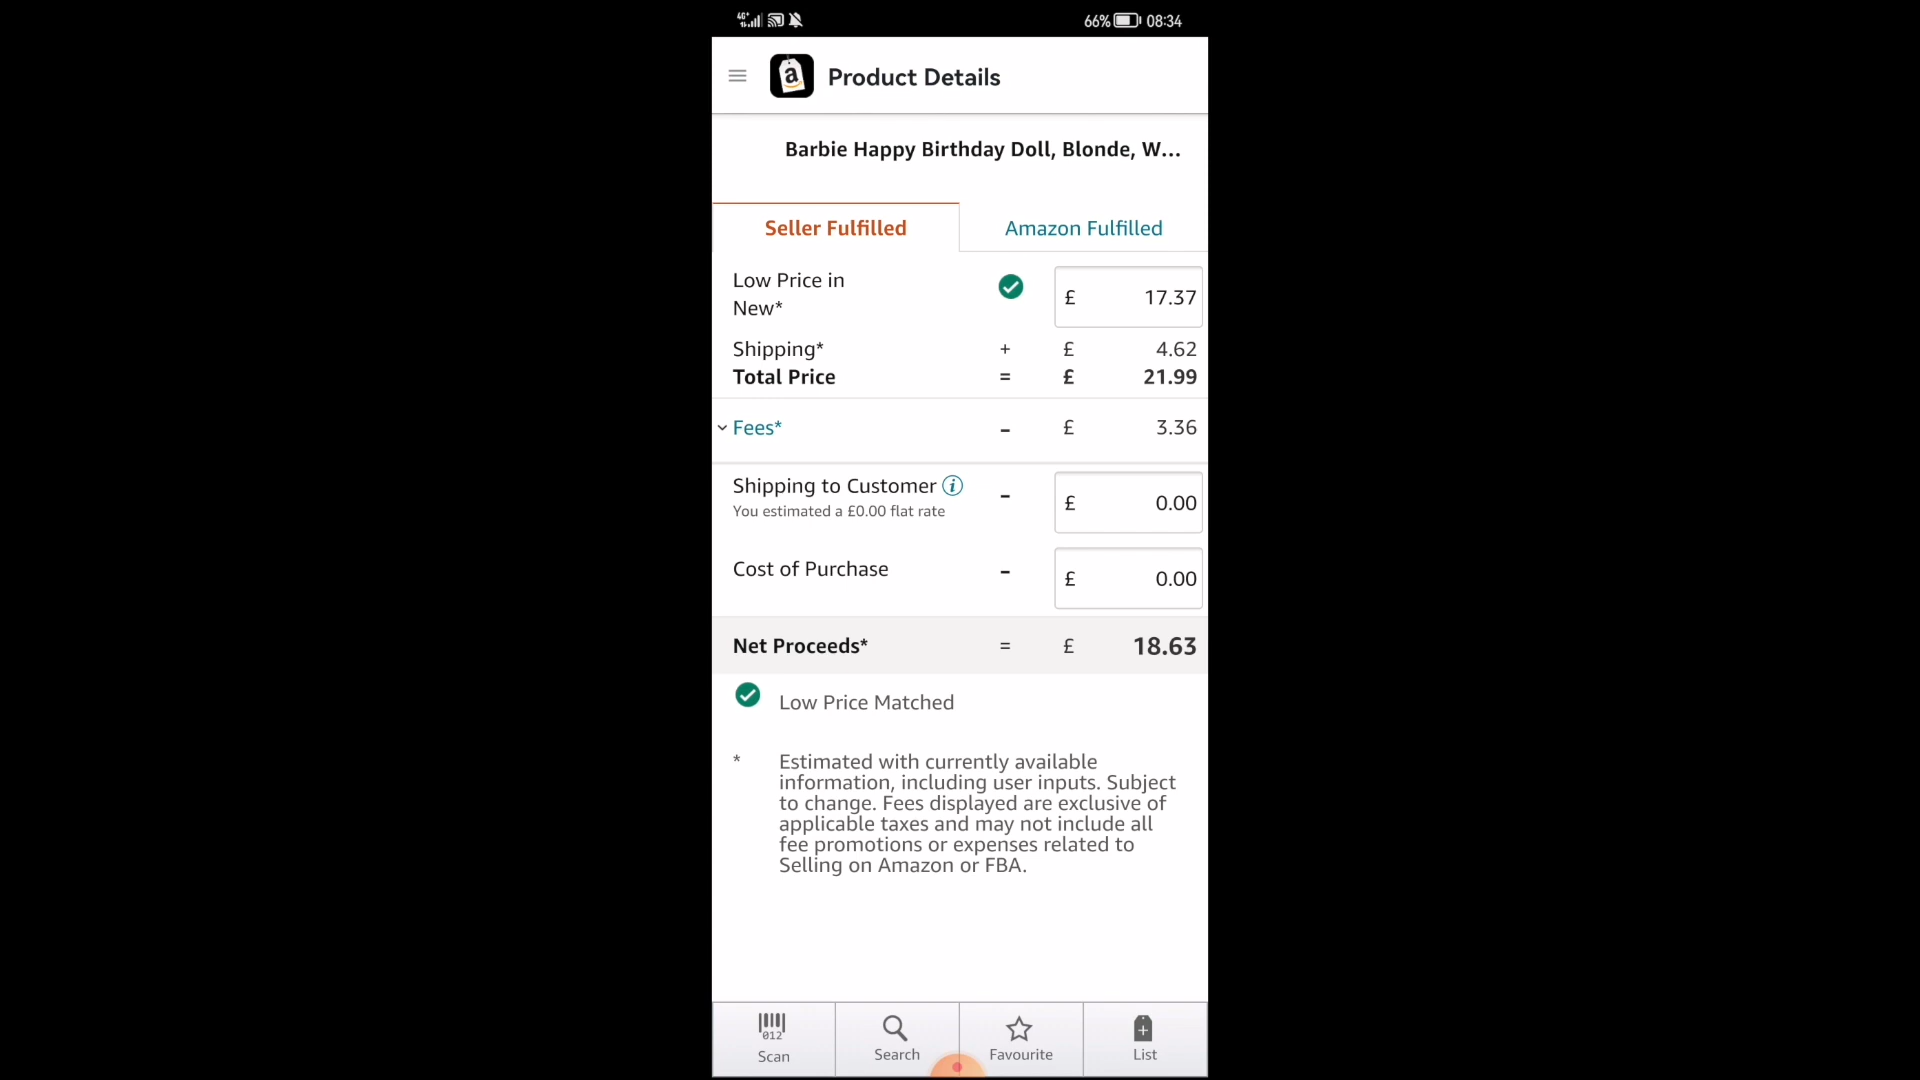 4G+ 66% 08:34
a Product Details
Barbie Happy Birthday Doll, Blonde, W...
Seller Fulfilled Amazon Fulfilled
Low Price in £ 17.37
New*
Shipping* + £ 4.62
Total Price = £ 21.99
Fees* - £ 3.36
Shipping to Customer i - £ 0.00
You estimated a £0.00 flat rate
Cost of Purchase - £ 0.00
Net Proceeds* = £ 18.63
Low Price Matched
* Estimated with currently available
information, including user inputs. Subject
to change. Fees displayed are exclusive of
applicable taxes and may not include all
fee promotions or expenses related to
Selling on Amazon or FBA.
012
Scan Search Favourite List